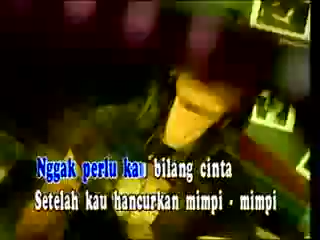 Nggak perlu kau bilang cinta
Setelah kau hancurkan mimpi - mimpi